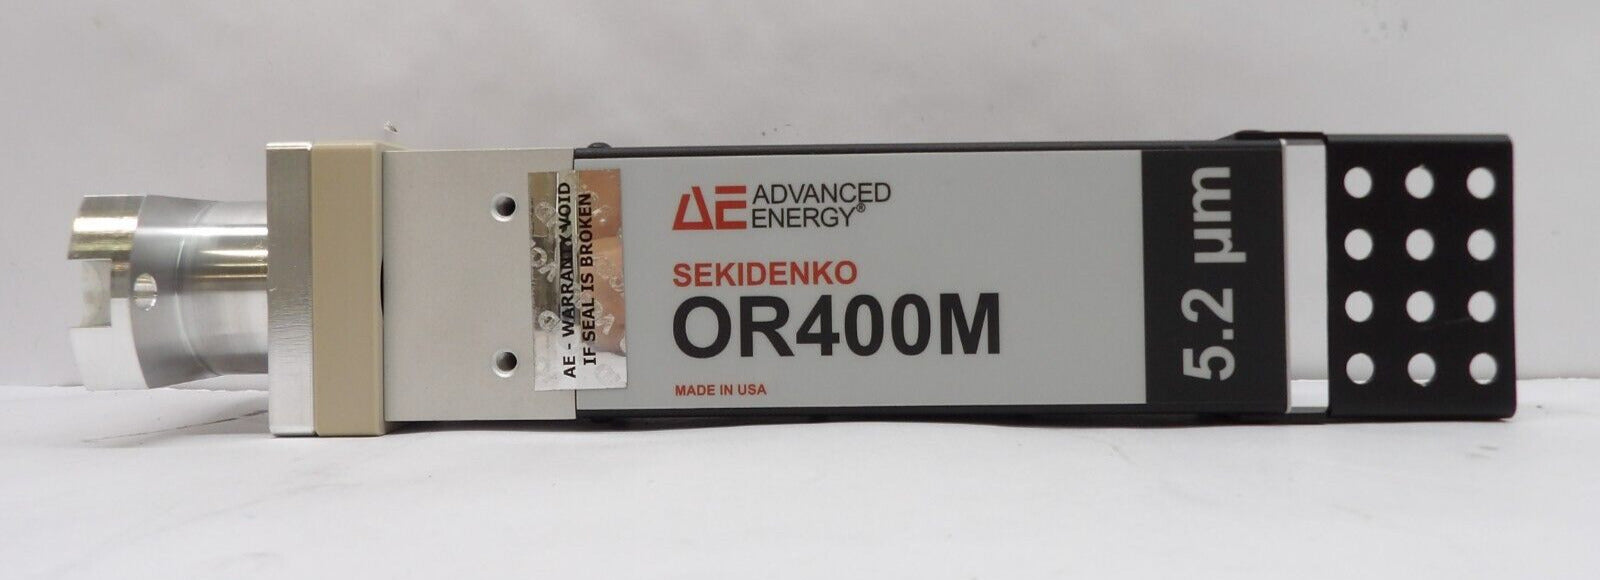 AE - WARRANTY VOID
IF SEAL IS BROKEN
AE ADVANCED
ENERGY®
SEKIDENKO
OR400M
MADE IN USA
5.2 µm